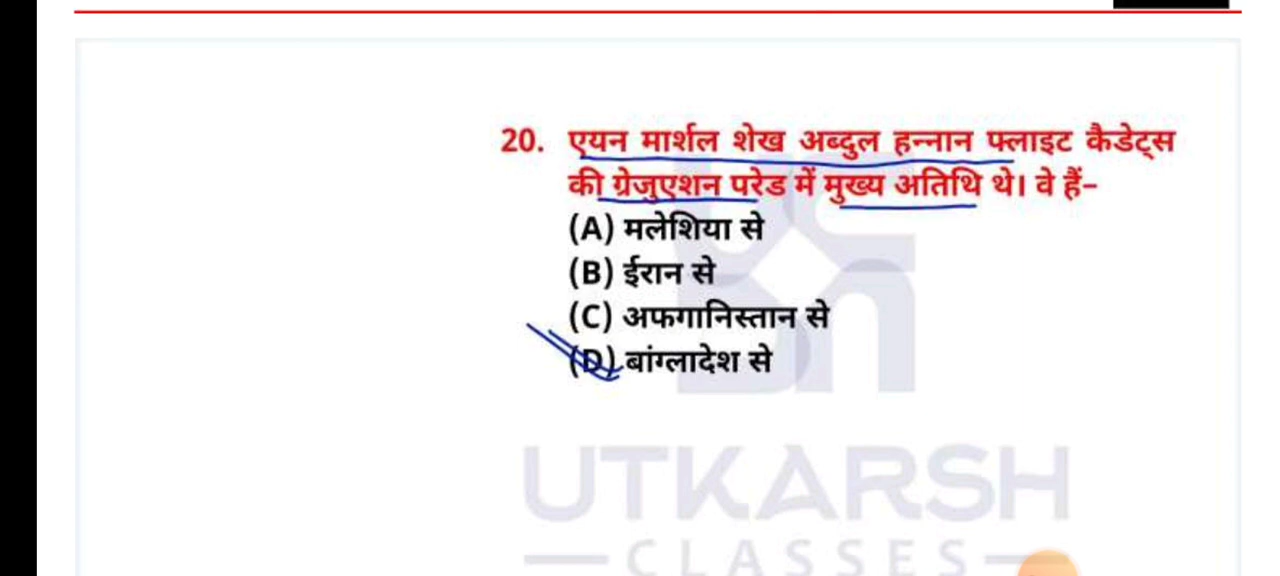 20. एयन मार्शल शेख अब्दुल हन्नान फ्लाइट कैडेट्स
की ग्रेजुएशन परेड में मुख्य अतिथि थे। वे हैं–
(A) मलेशिया से
(B) ईरान से
(C) अफगानिस्तान से
(D) बांग्लादेश से
UTKARSH
CLASSES